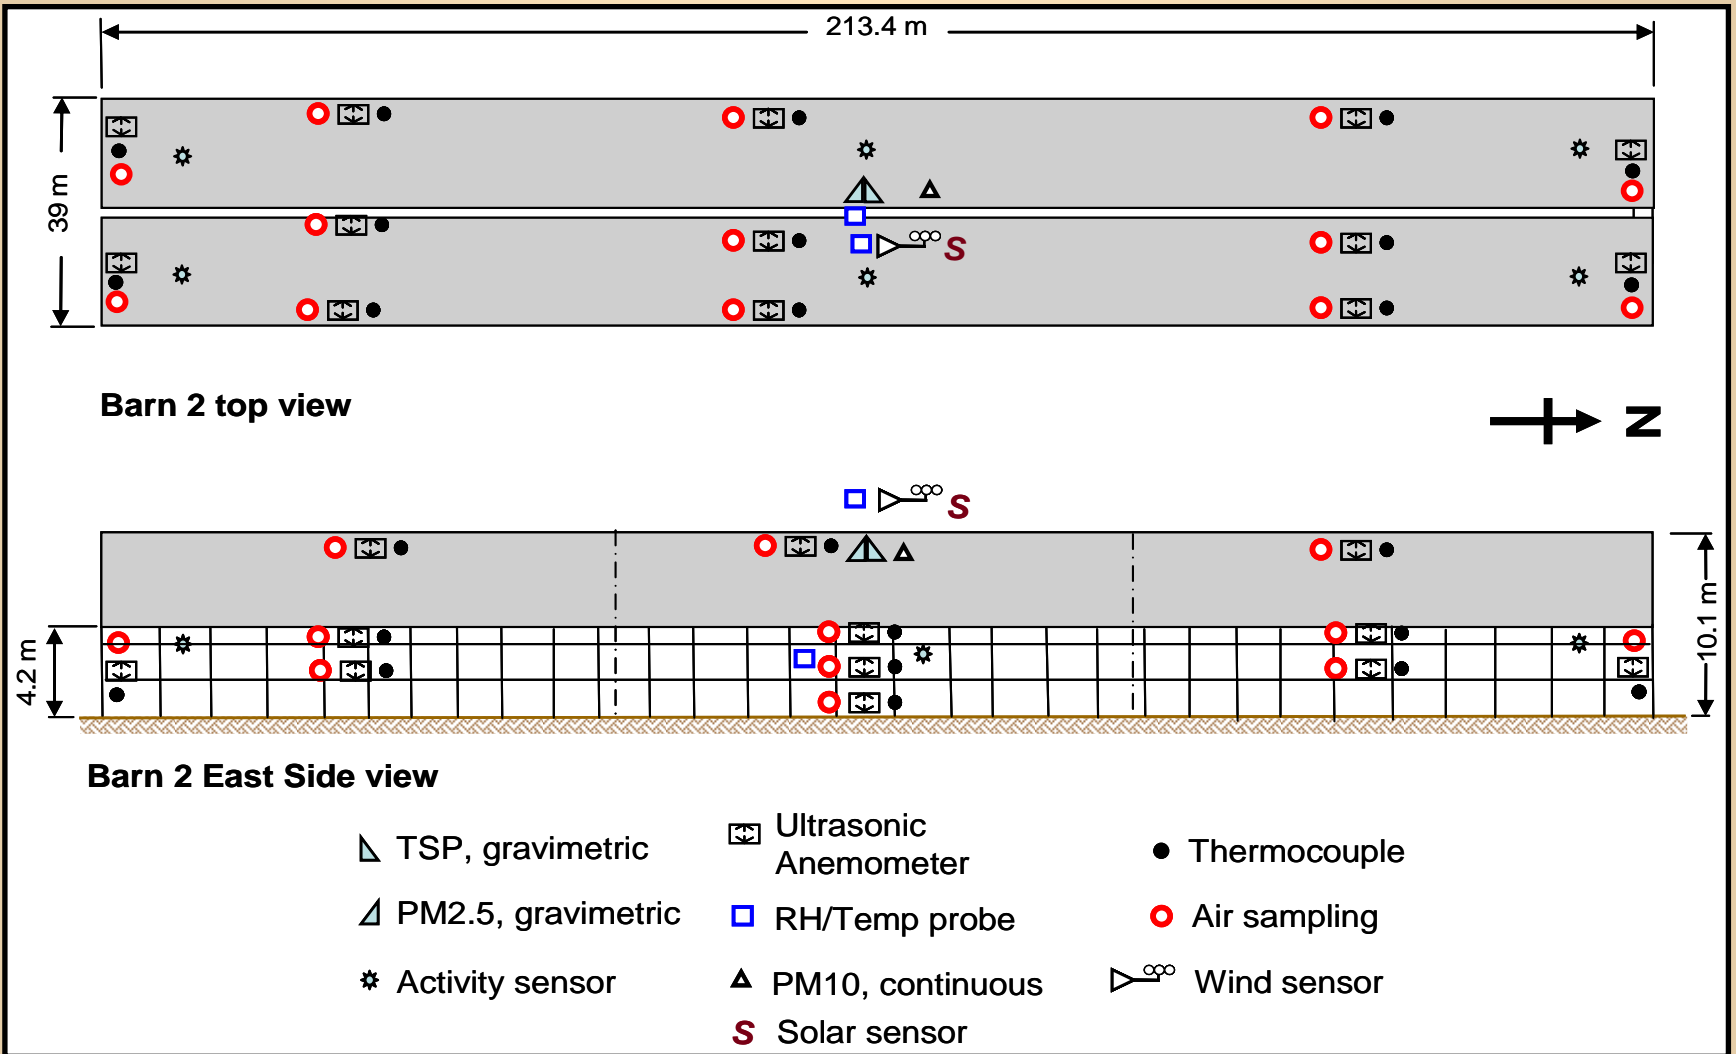 213.4 m
39 m
Barn 2 top view
N
S
S
4.2 m
10.1 m
Barn 2 East Side view
TSP, gravimetric
Ultrasonic
Anemometer
Thermocouple
PM2.5, gravimetric
RH/Temp probe
Air sampling
Activity sensor
PM10, continuous
Wind sensor
S Solar sensor